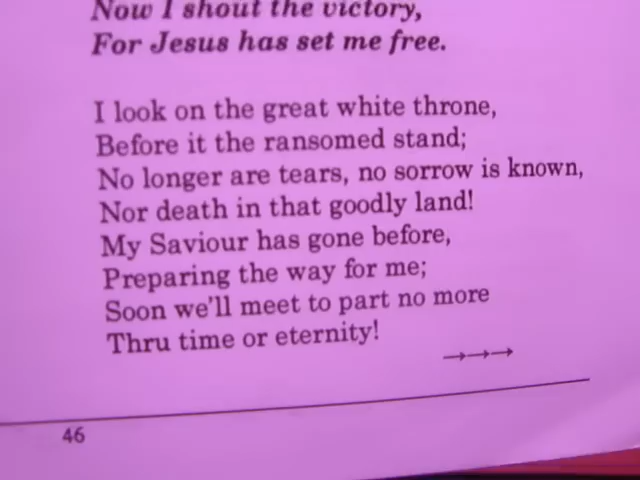 Now I shout the victory,
For Jesus has set me free.
I look on the great white throne,
Before it the ransomed stand;
No longer are tears, no sorrow is known,
Nor death in that goodly land!
My Saviour has gone before,
Preparing the way for me;
Soon we'll meet to part no more
Thru time or eternity!
→→→
46